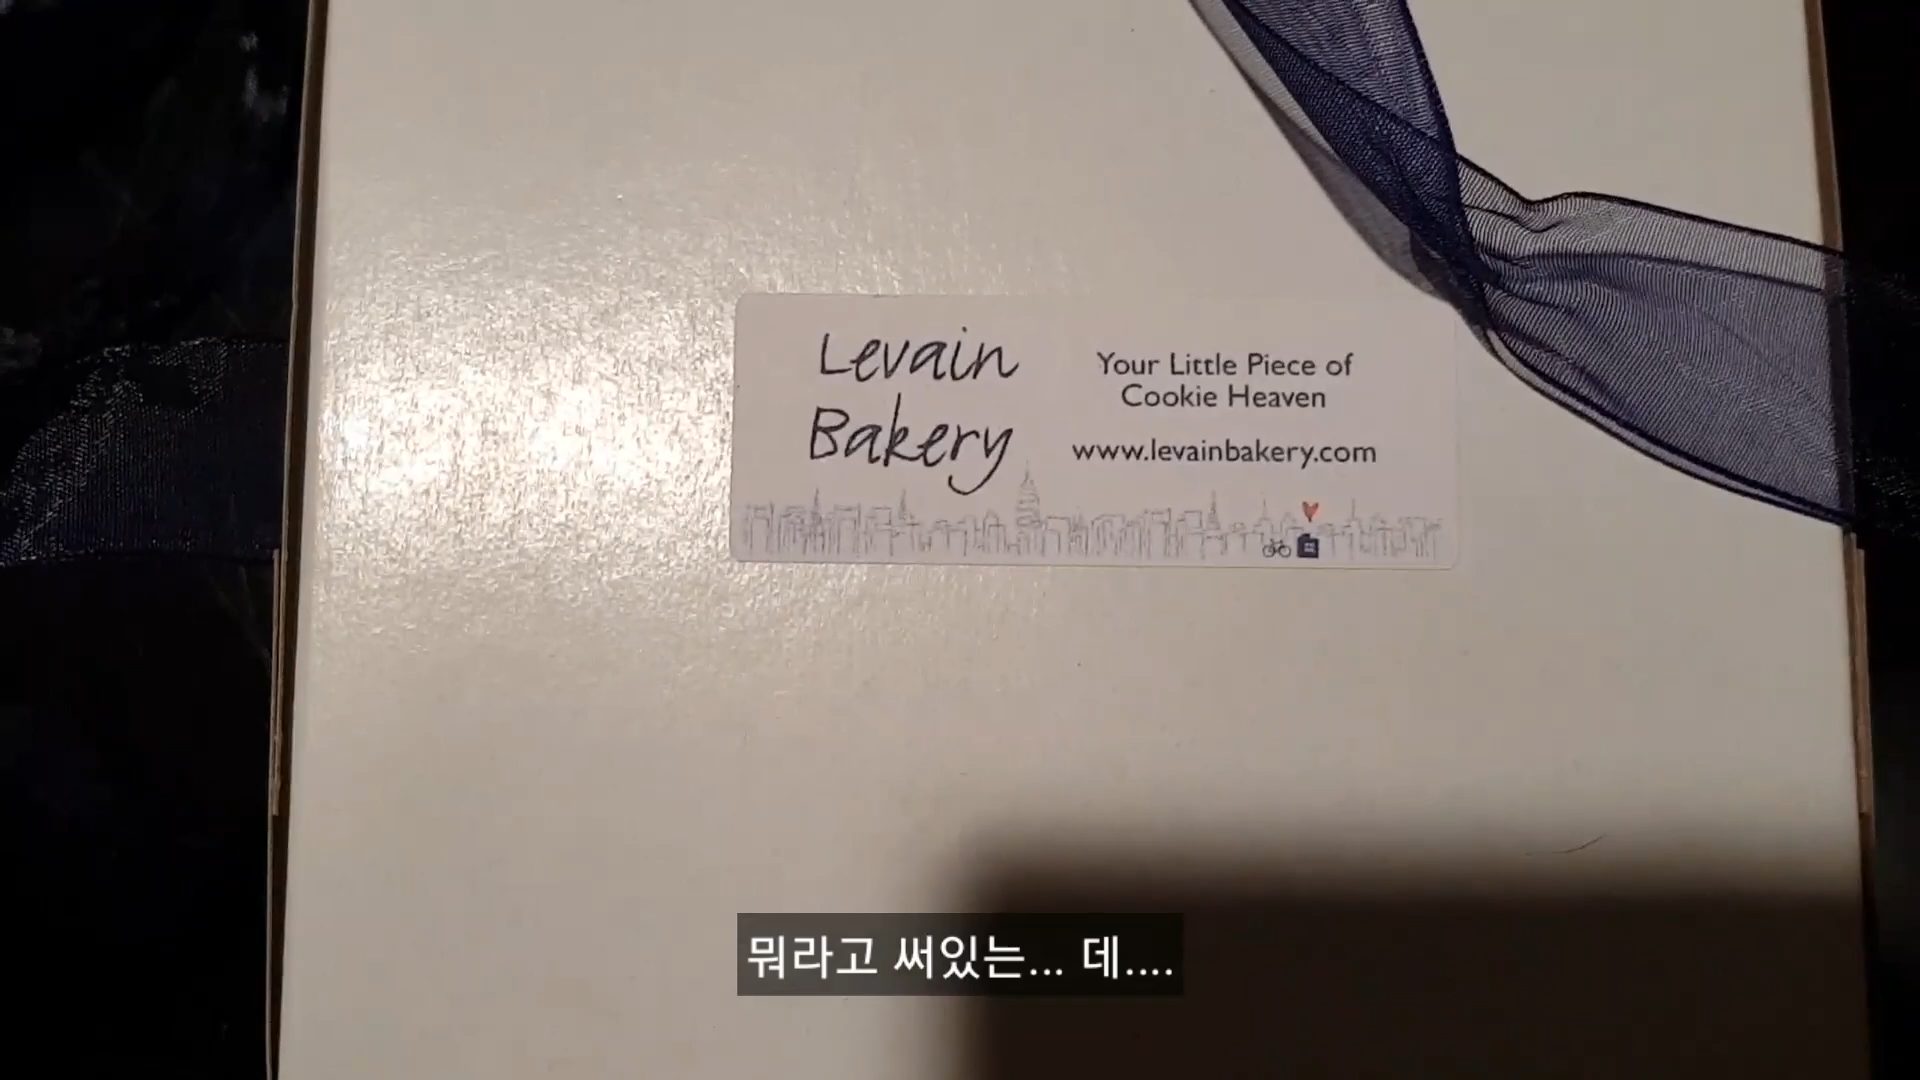 Levain
Bakery
Your Little Piece of
Cookie Heaven
www.levainbakery.com
뭐라고 써있는... 데....